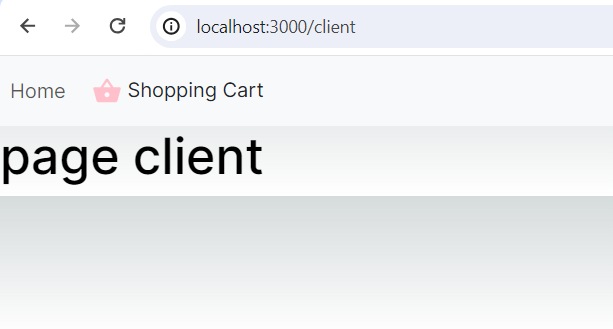 localhost:3000/client
Home Shopping Cart
page client